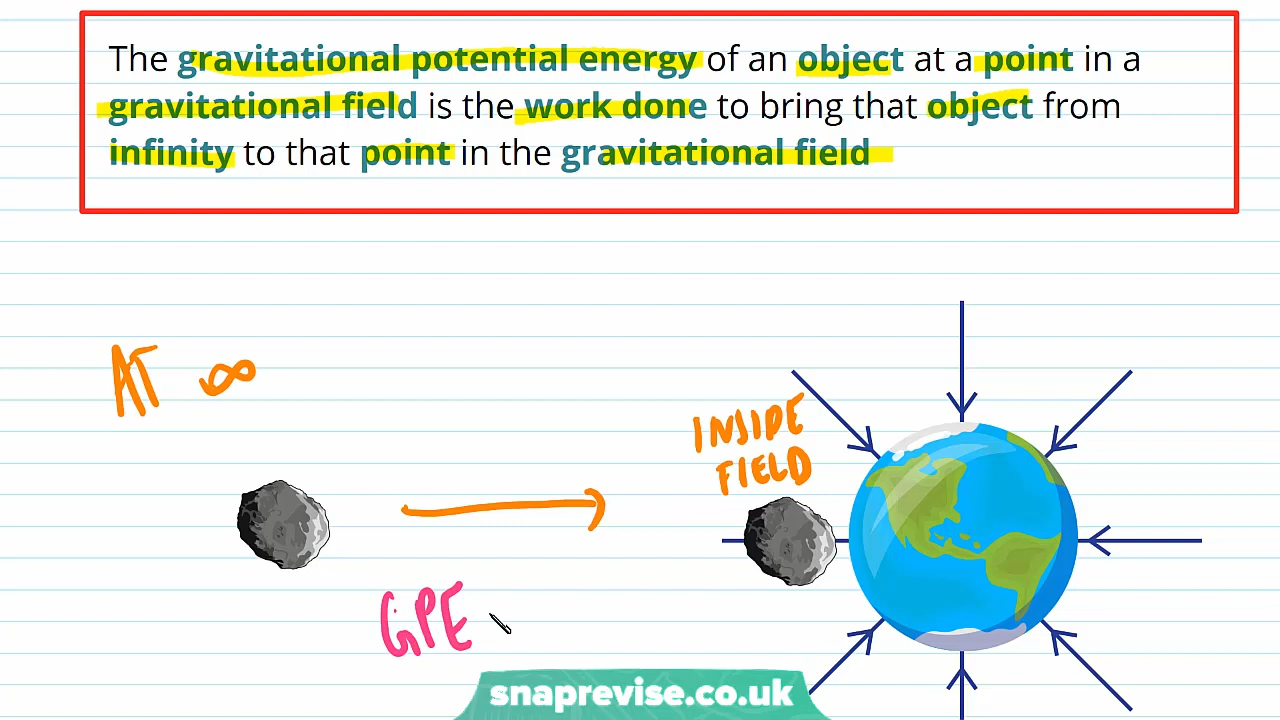 The gravitational potential energy of an object at a point in a
gravitational field is the work done to bring that object from
infinity to that point in the gravitational field
AT ∞
INSIDE
FIELD
GPE
snaprevise.co.uk